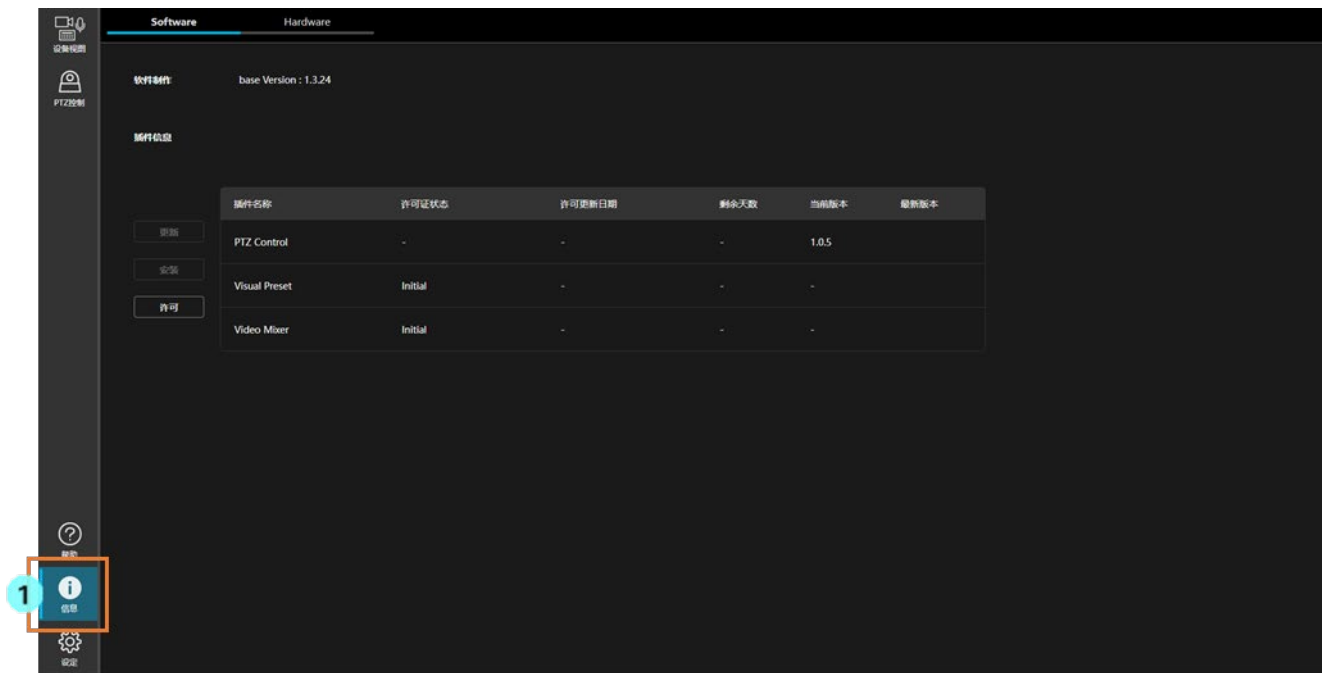 Software Hardware
设备视图
PTZ控制
软件制作 base Version : 1.3.24
插件信息
插件名称 许可证状态 许可更新日期 剩余天数 当前版本 最新版本
更新
PTZ Control - - - 1.0.5
安装
Visual Preset Initial - - -
许可
Video Mixer Initial - - -
帮助
1
信息
设定